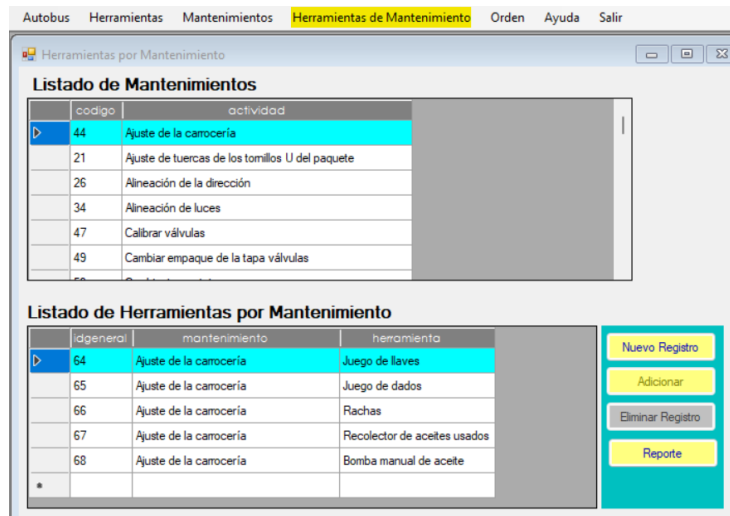 Autobus Herramientas Mantenimientos Herramientas de Mantenimiento Orden Ayuda Salir
Herramientas por Mantenimiento
Listado de Mantenimientos
codigo actividad
44 Ajuste de la carrocería
21 Ajuste de tuercas de los tornillos U del paquete
26 Alineación de la dirección
34 Alineación de luces
47 Calibrar válvulas
49 Cambiar empaque de la tapa válvulas
Listado de Herramientas por Mantenimiento
idgeneral mantenimiento herramienta
64 Ajuste de la carrocería Juego de llaves
65 Ajuste de la carrocería Juego de dados
66 Ajuste de la carrocería Rachas
67 Ajuste de la carrocería Recolector de aceites usados
68 Ajuste de la carrocería Bomba manual de aceite
Nuevo Registro
Adicionar
Eliminar Registro
Reporte